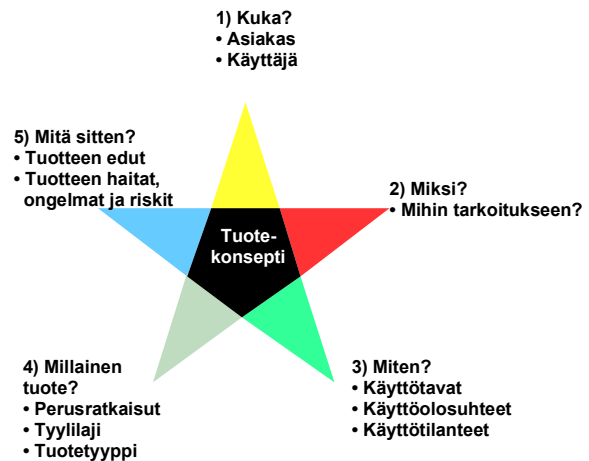 1) Kuka?
• Asiakas
• Käyttäjä
5) Mitä sitten?
• Tuotteen edut
• Tuotteen haitat,
ongelmat ja riskit
2) Miksi?
• Mihin tarkoitukseen?
Tuote-
konsepti
4) Millainen
tuote?
• Perusratkaisut
• Tyylilaji
• Tuotetyyppi
3) Miten?
• Käyttötavat
• Käyttöolosuhteet
• Käyttötilanteet